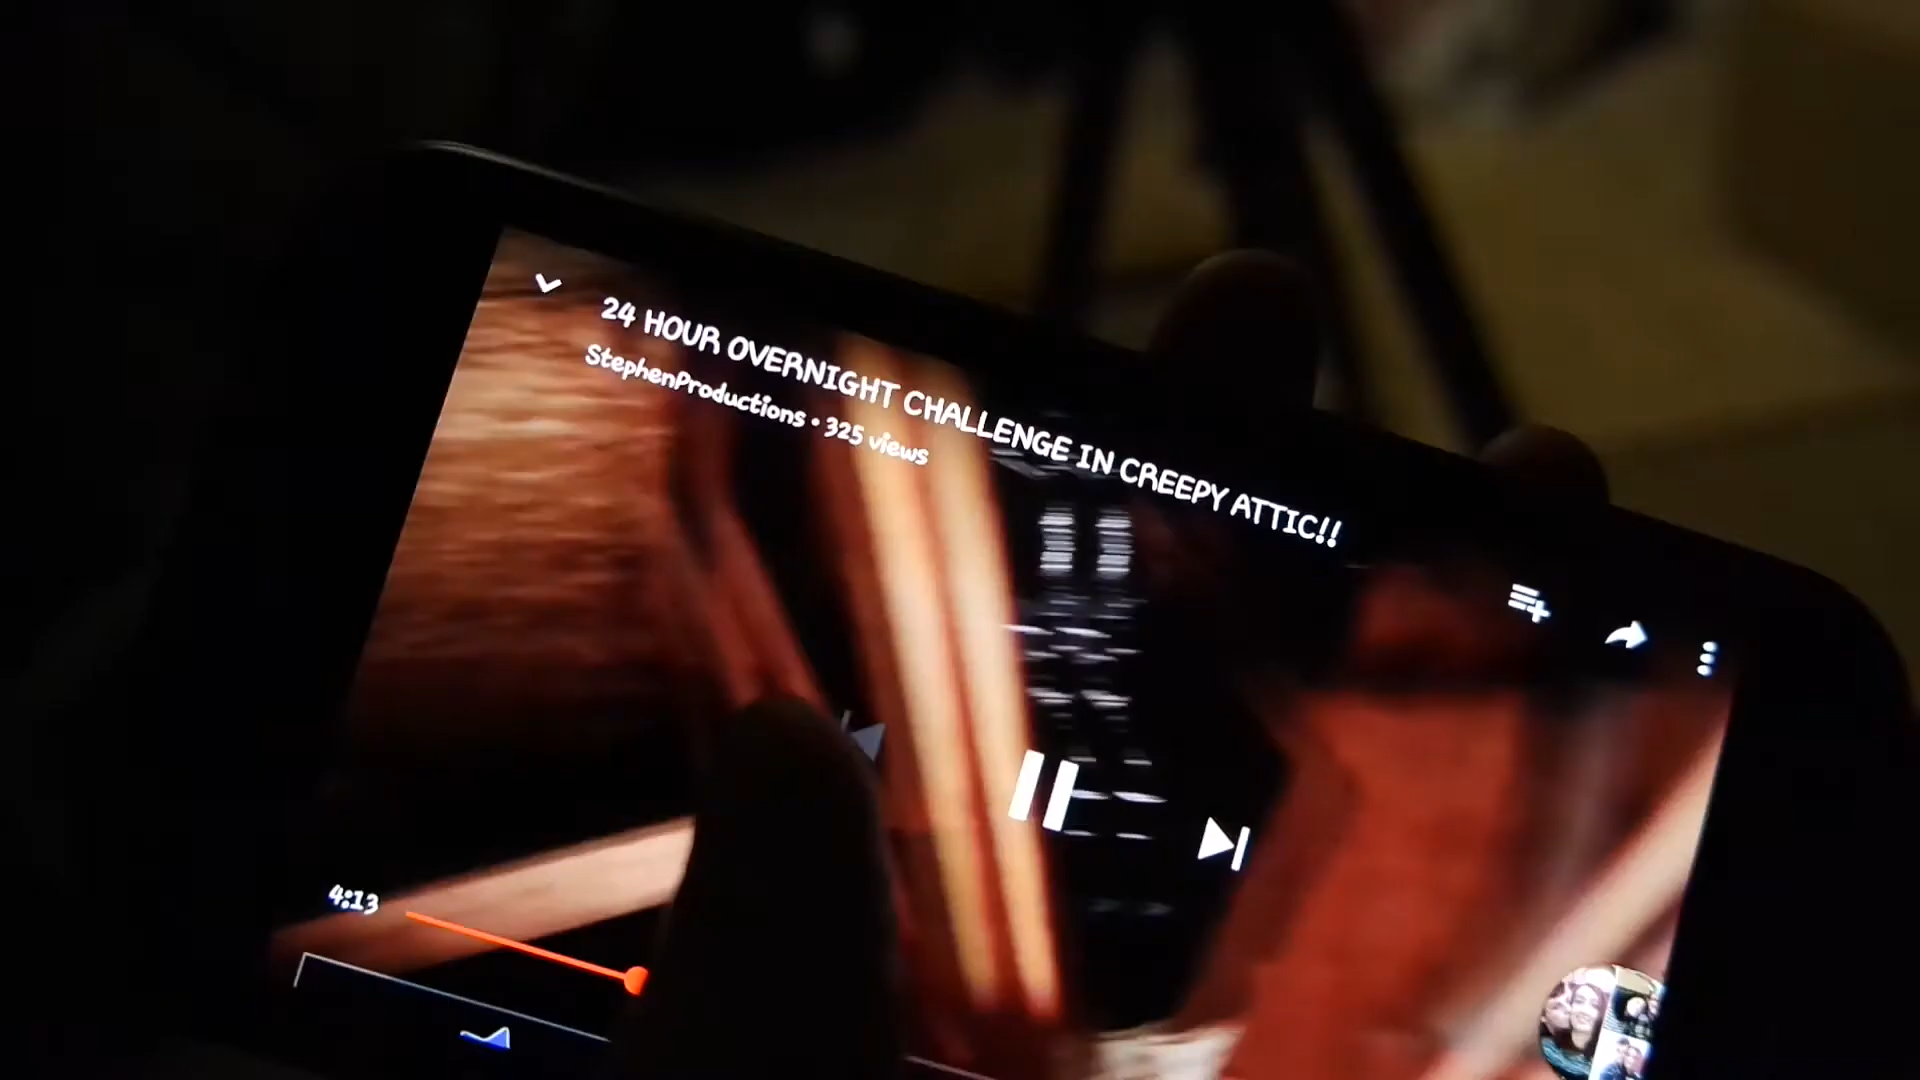 24 HOUR OVERNIGHT CHALLENGE IN CREEPY ATTIC!!
StephenProductions • 325 views
4:13